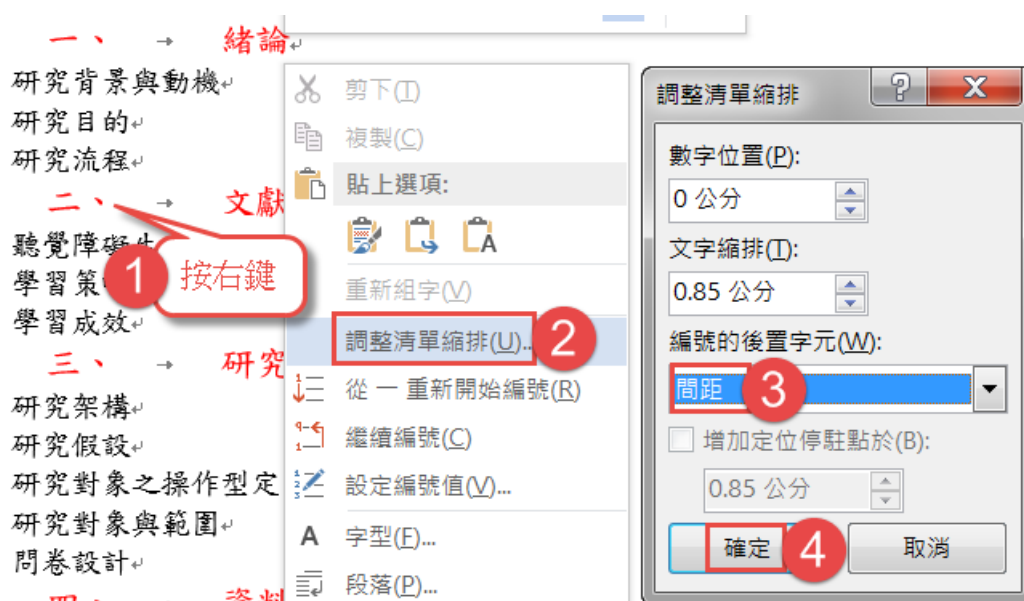 一、 → 緒論
研究背景與動機
研究目的
研究流程
二、 → 文獻
聽覺障礙
學習策
學習成效
三、 → 研究
研究架構
研究假設
研究對象之操作型定
研究對象與範圍
問卷設計
四、 資料
1 按右鍵
剪下(T)
複製(C)
貼上選項:
A
重新組字(V)
調整清單縮排(U)...
2
從 一 重新開始編號(R)
繼續編號(C)
設定編號值(V)...
A 字型(F)...
段落(P)...
調整清單縮排
? X
數字位置(P):
0 公分
文字縮排(T):
0.85 公分
編號的後置字元(W):
間距 3
增加定位停駐點於(B):
0.85 公分
確定 4 取消